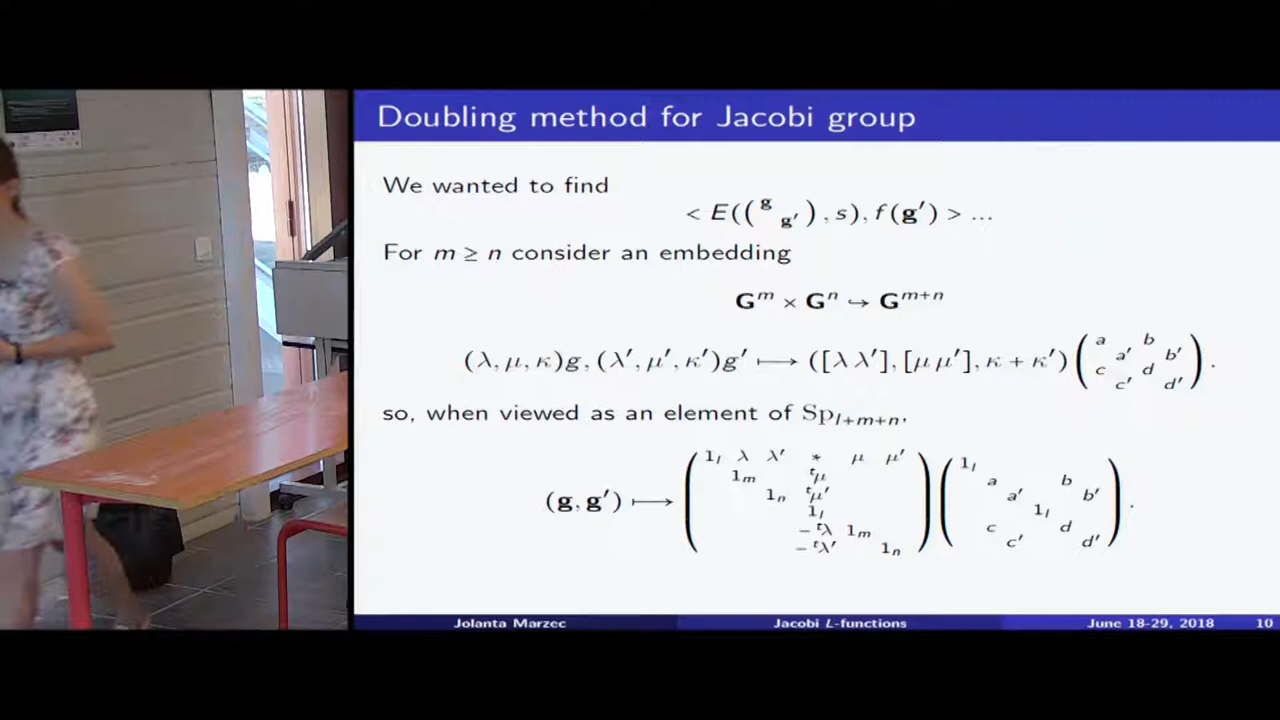 Doubling method for Jacobi group
We wanted to find
< E(( g g′ ), s), f(g′) > ...
For m ≥ n consider an embedding
G^m × G^n ↪ G^{m+n}
(λ, μ, κ)g, (λ′, μ′, κ′)g′ ⟼ ([λ λ′], [μ μ′], κ + κ′) ( a b a′ b′ c d c′ d′ ) .
so, when viewed as an element of Sp_{l+m+n},
(g, g′) ⟼ ( 1_l λ λ′ * μ μ′ 1_m ᵗμ 1_n ᵗμ′ 1_l −ᵗλ 1_m −ᵗλ′ 1_n ) ( 1_l a b a′ b′ 1_l c d c′ d′ ) .
Jolanta Marzec Jacobi L-functions June 18-29, 2018 10